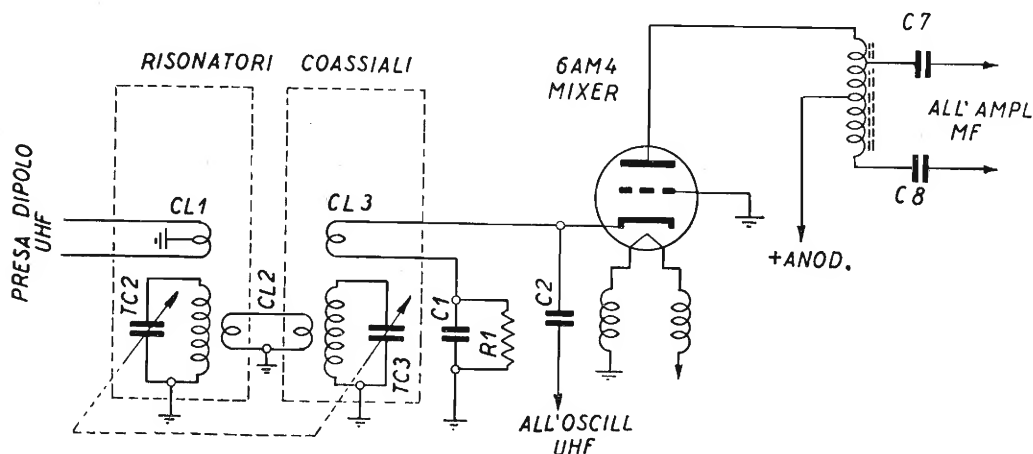 C7
RISONATORI COASSIALI
6AM4
MIXER
ALL'AMPL
MF
PRESA DIPOLO
UHF
CL1
CL3
C8
+ANOD.
TC2
CL2
C1
R1
C2
TC3
ALL'OSCILL
UHF